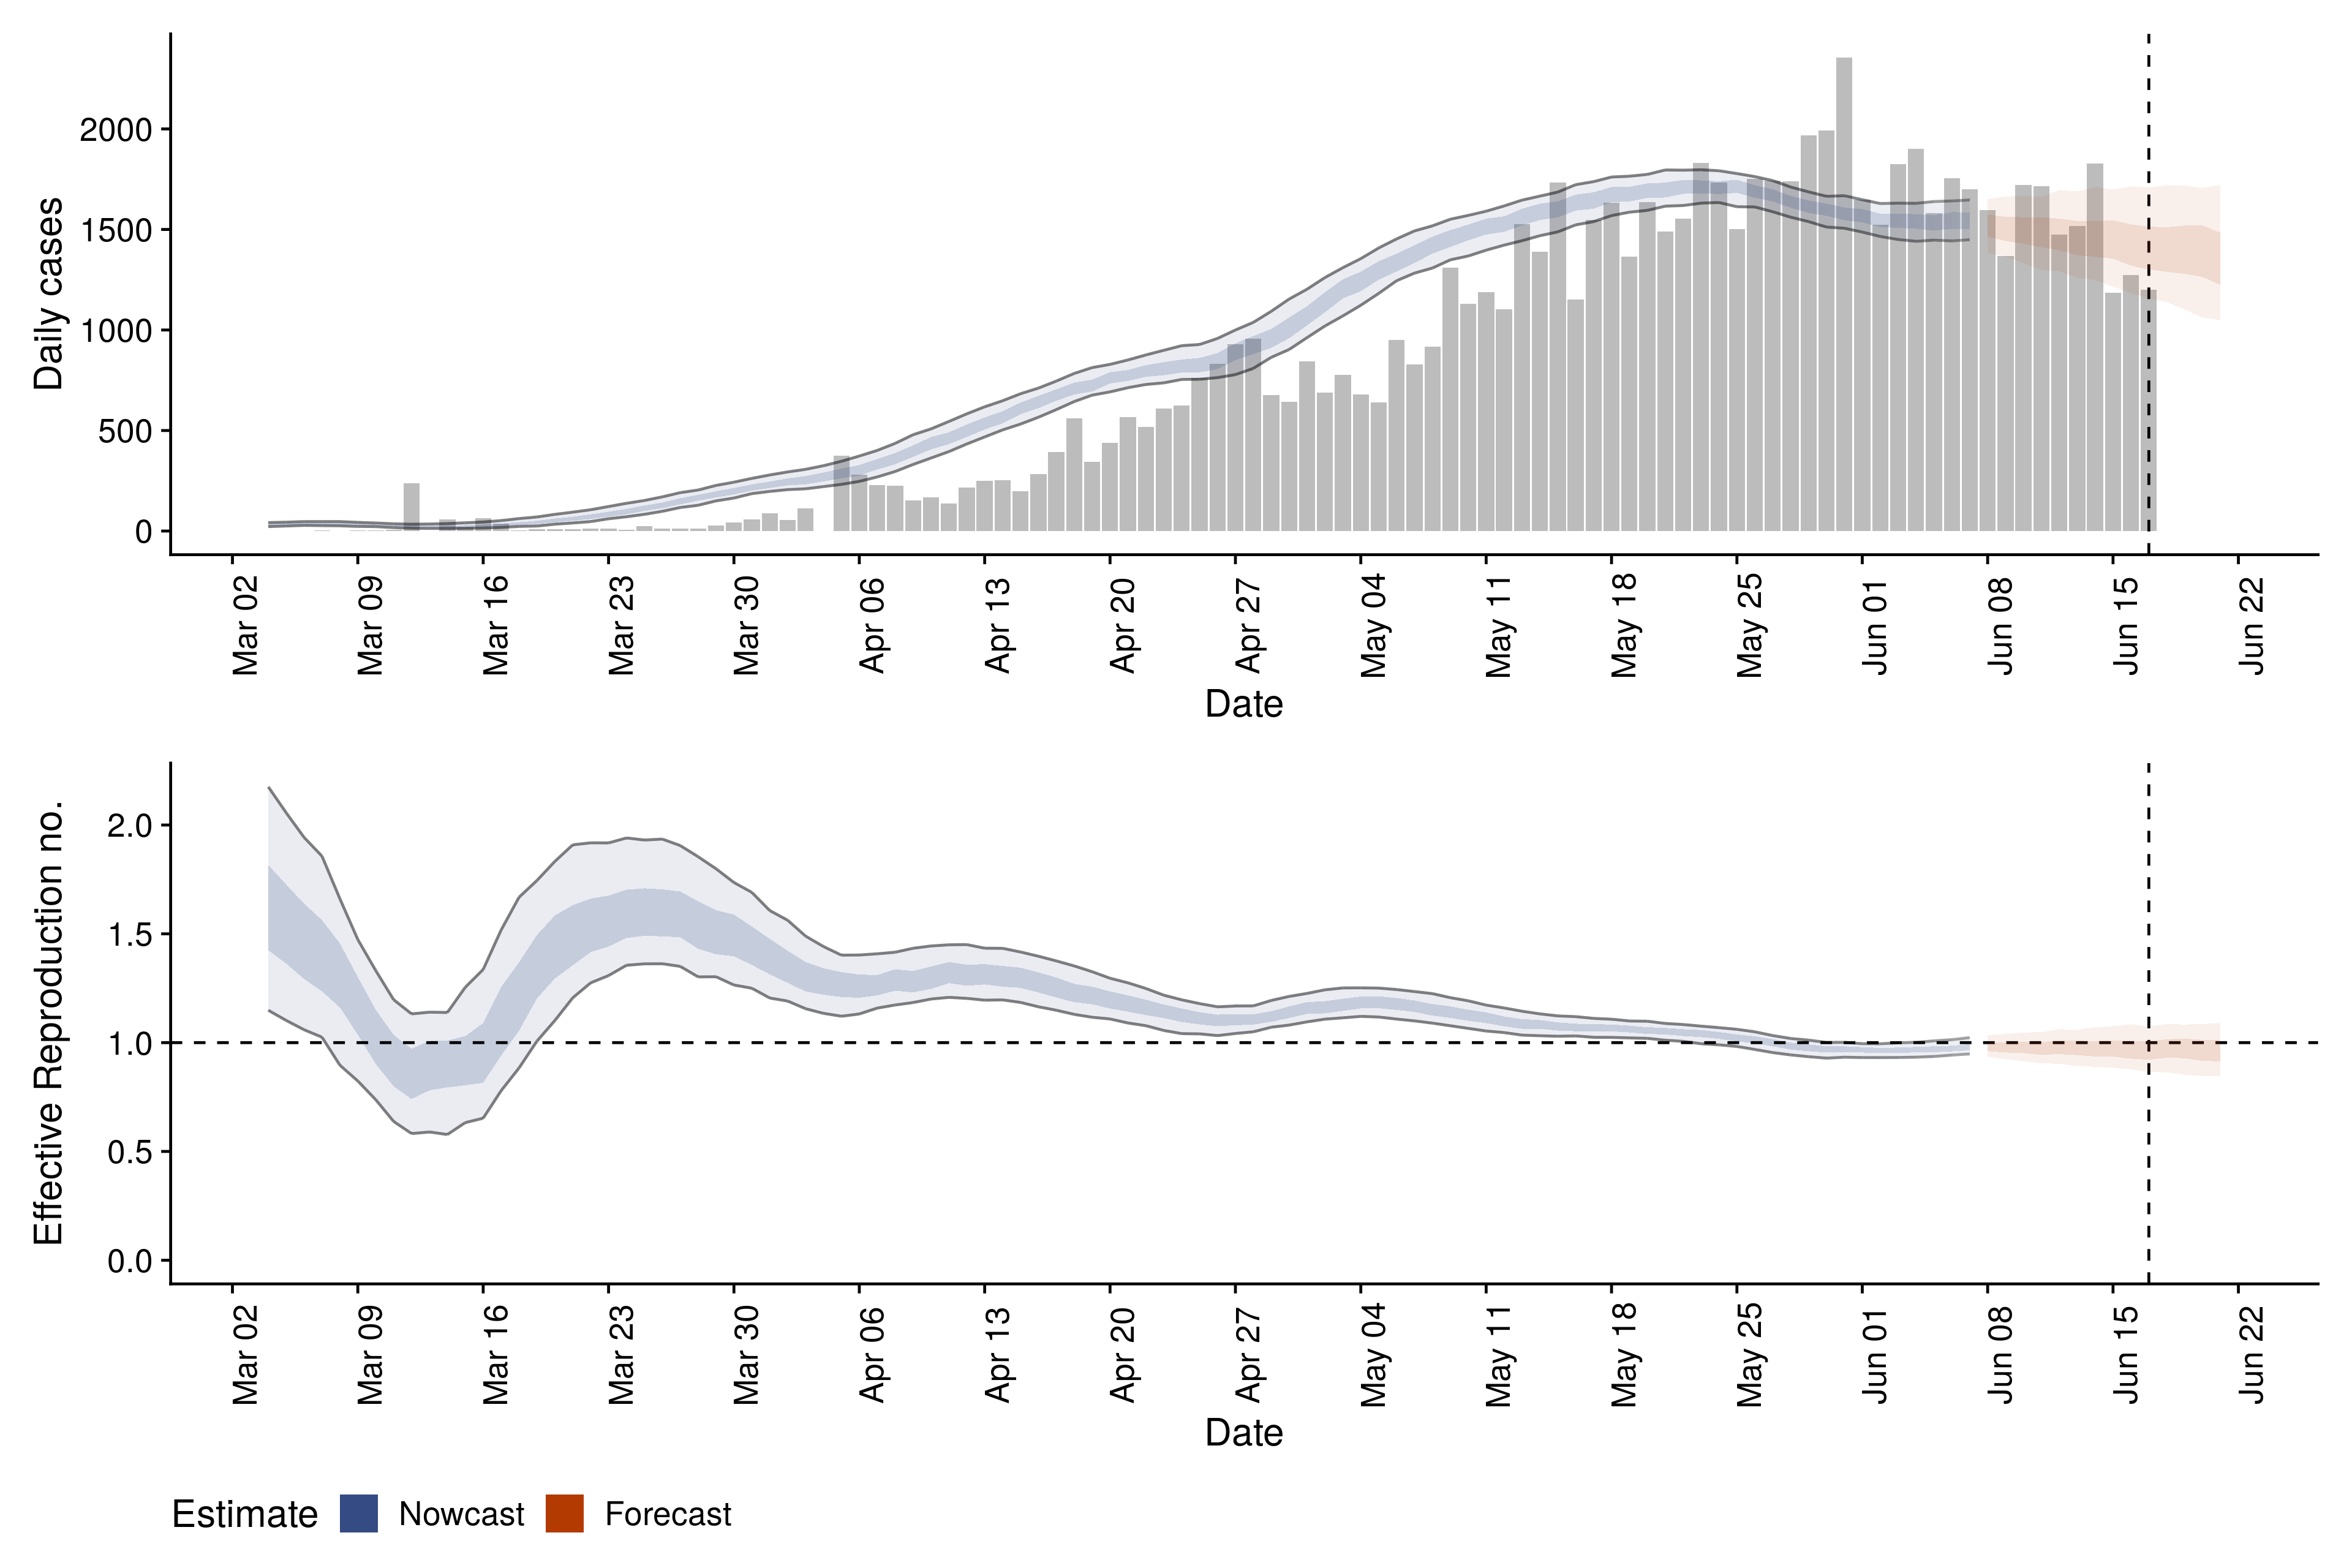 Daily cases
2000
1500
1000
500
0
Mar 02 Mar 09 Mar 16 Mar 23 Mar 30 Apr 06 Apr 13 Apr 20 Apr 27 May 04 May 11 May 18 May 25 Jun 01 Jun 08 Jun 15 Jun 22
Date
Effective Reproduction no.
2.0
1.5
1.0
0.5
0.0
Mar 02 Mar 09 Mar 16 Mar 23 Mar 30 Apr 06 Apr 13 Apr 20 Apr 27 May 04 May 11 May 18 May 25 Jun 01 Jun 08 Jun 15 Jun 22
Date
Estimate Nowcast Forecast